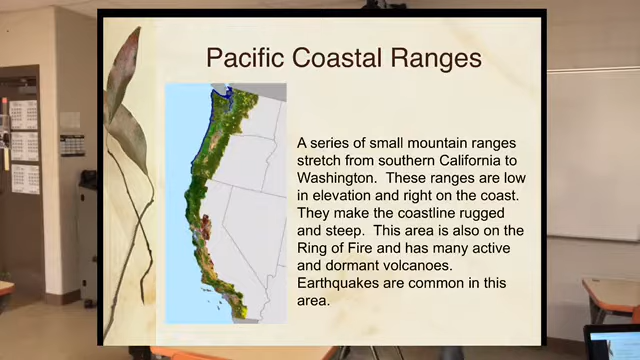 Pacific Coastal Ranges
A series of small mountain ranges
stretch from southern California to
Washington.  These ranges are low
in elevation and right on the coast.
They make the coastline rugged
and steep.  This area is also on the
Ring of Fire and has many active
and dormant volcanoes.
Earthquakes are common in this
area.